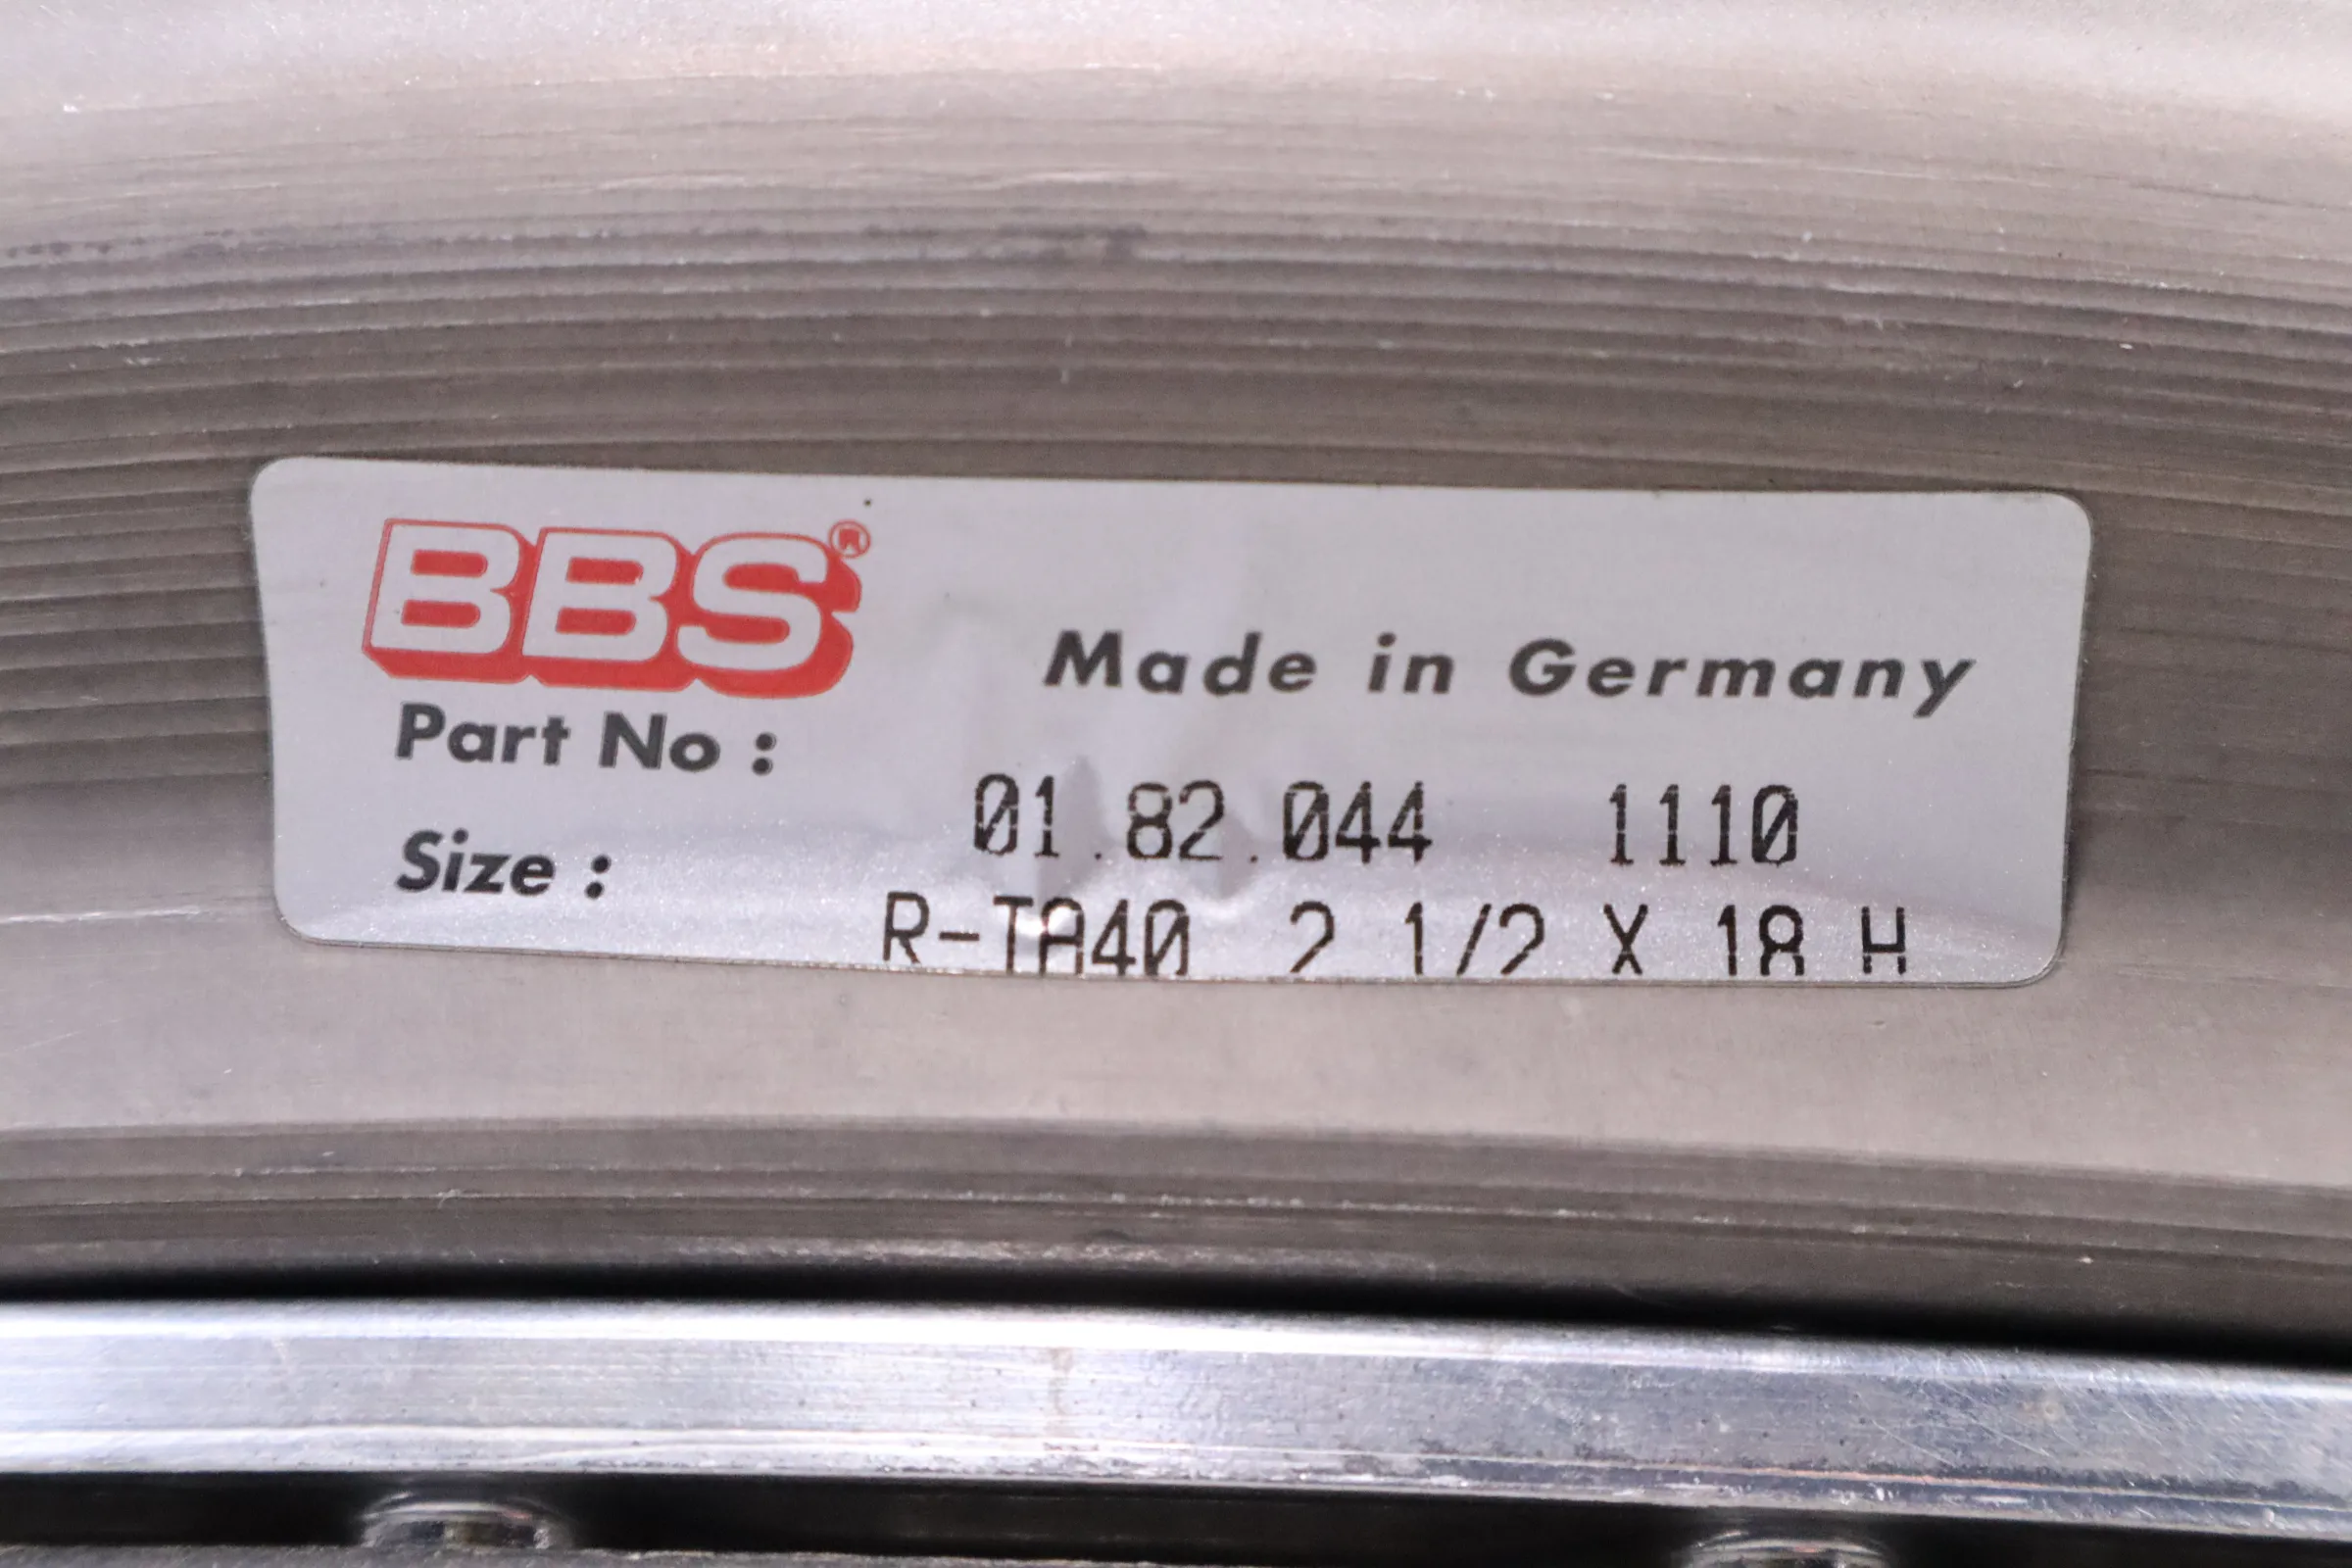 BBS®
Made in Germany
Part No :
01.82.044 1110
Size :
R-TA40 2 1/2 X 18 H